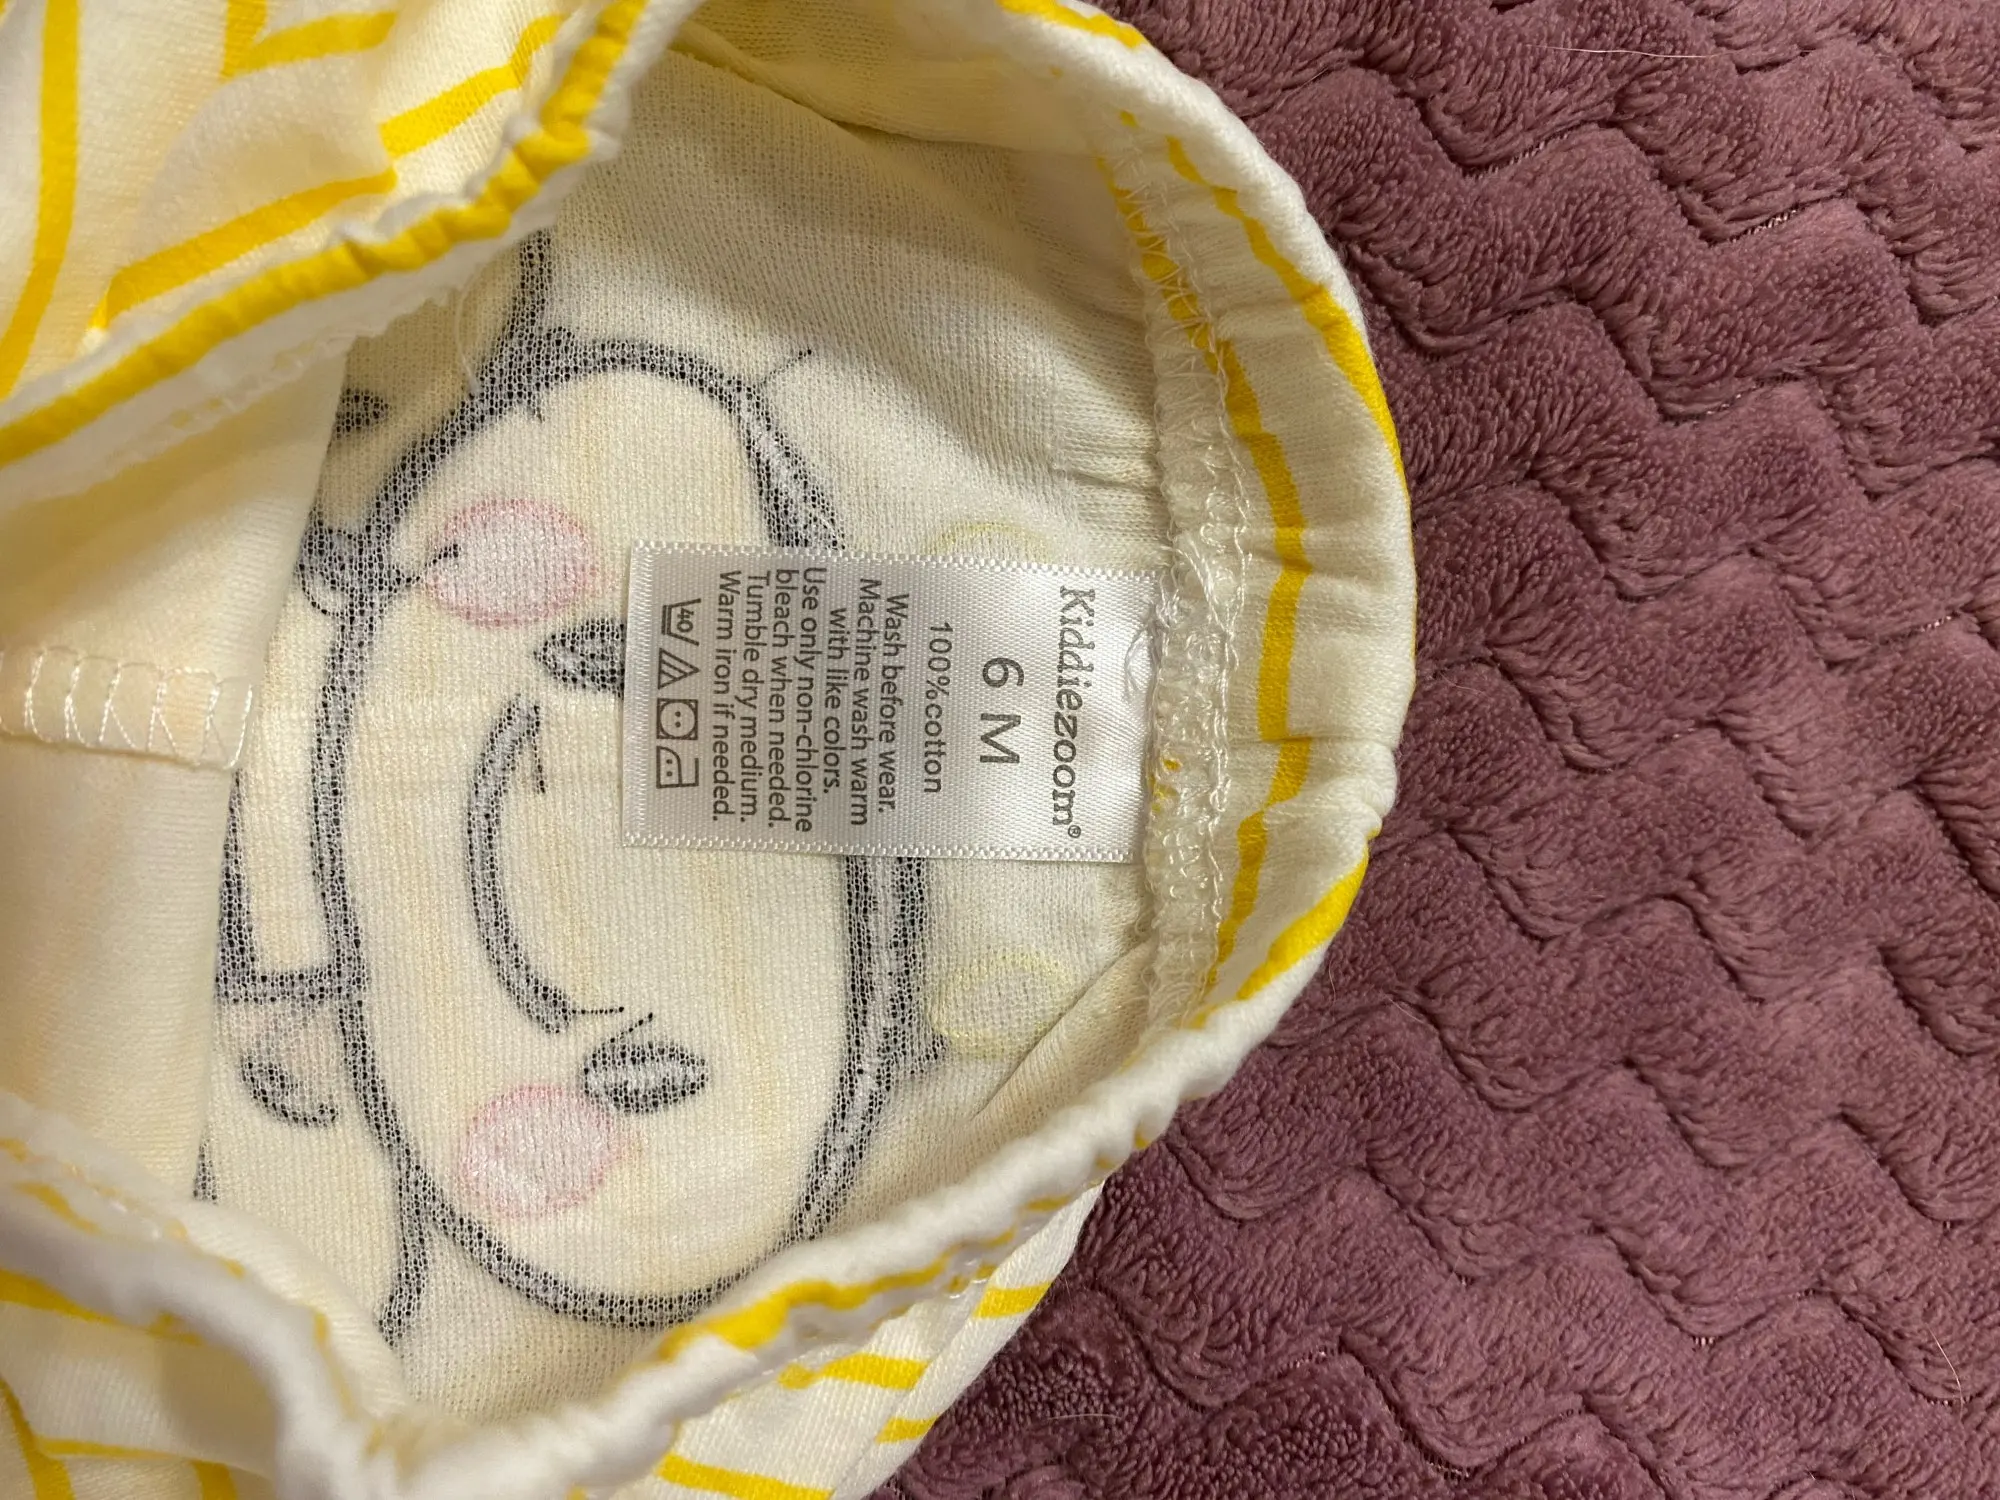 Kiddiezoom®
6 M
100%cotton
Wash before wear.
Machine wash warm
with like colors.
Use only non-chlorine
bleach when needed.
Tumble dry medium.
Warm iron if needed.
40